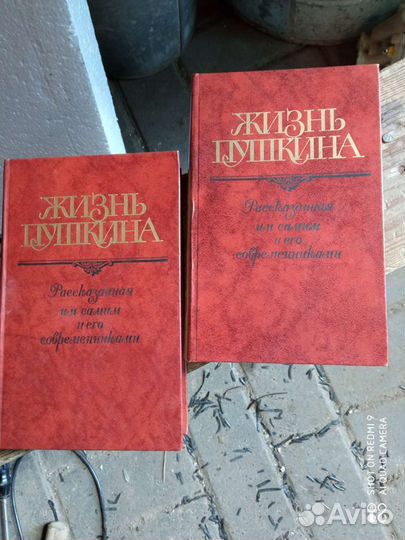 ЖИЗНЬ
ПУШКИНА
Рассказанная
им самим
и его
современниками
ЖИЗНЬ
ПУШКИНА
Рассказанная
им самим
и его
современниками
SHOT ON REDMI 9
AI QUAD CAMERA
Avito